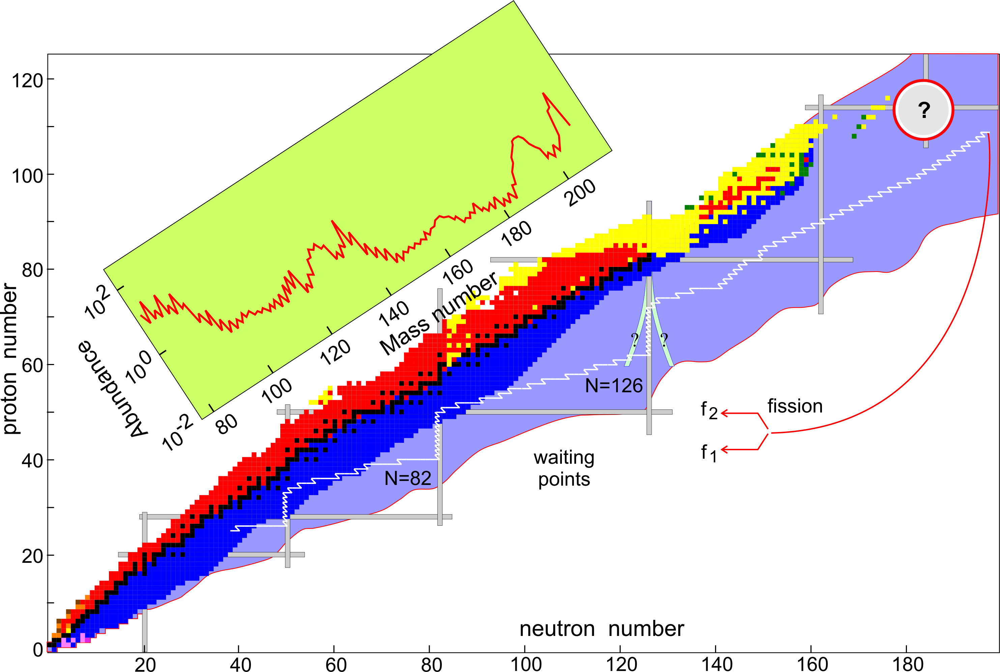 120
100
80
60
40
20
0
proton number
20
40
60
80
100
120
140
160
180
neutron number
10²
10⁰
10⁻²
Abundance
80
100
120
140
160
180
200
Mass number
?
?
?
N=126
N=82
waiting
points
fission
f2
f1